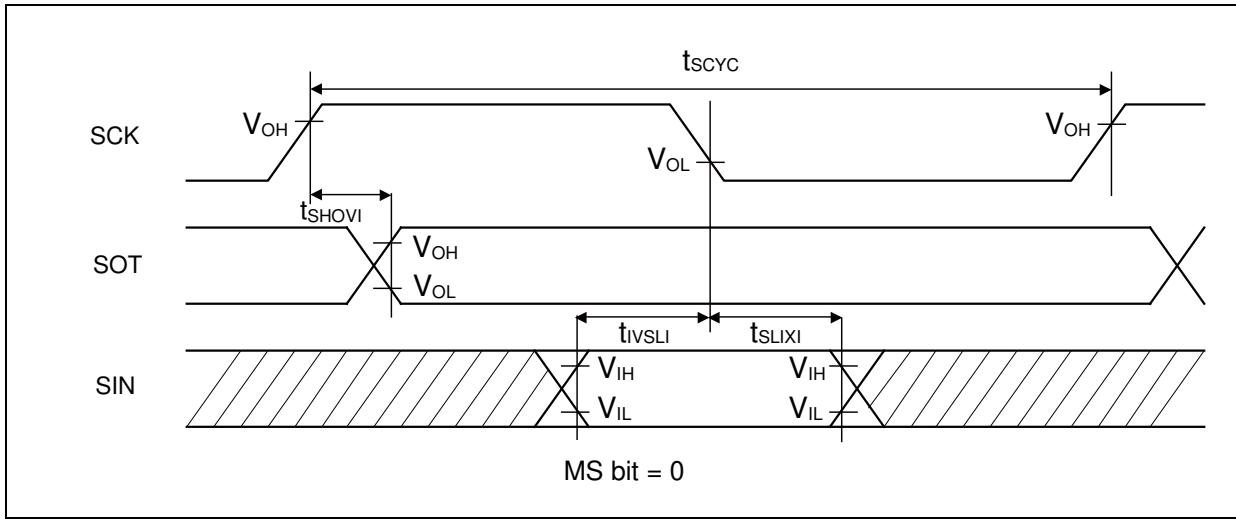 tSCYC
SCK
VOH
VOL
VOH
tSHOVI
SOT
VOH
VOL
tIVSLI
tSLIXI
SIN
VIH
VIL
VIH
VIL
MS bit = 0